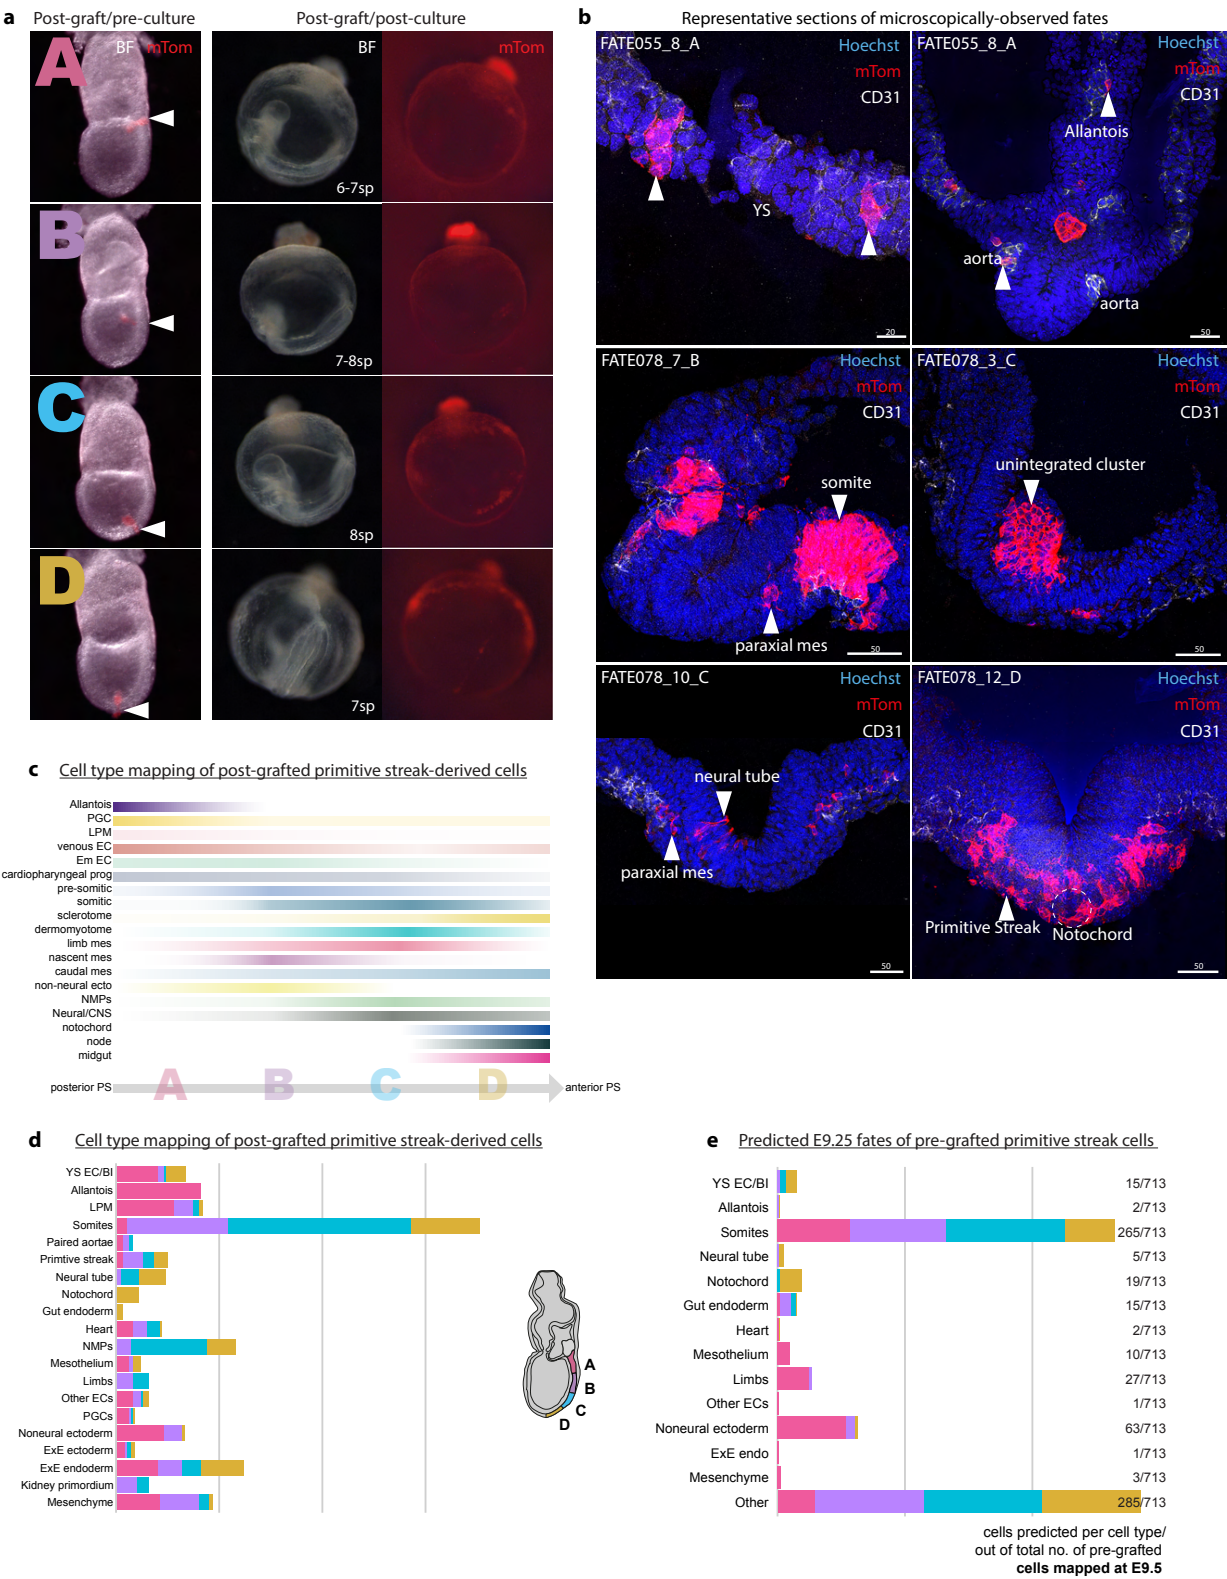 a
Post-graft/pre-culture
Post-graft/post-culture
A
BF mTom
BF
mTom
6-7sp
B
7-8sp
C
8sp
D
7sp
b
Representative sections of microscopically-observed fates
FATE055_8_A
Hoechst
mTom
CD31
YS
20
FATE055_8_A
Hoechst
mTom
CD31
Allantois
aorta
aorta
50
FATE078_7_B
Hoechst
mTom
CD31
somite
paraxial mes
50
FATE078_3_C
Hoechst
mTom
CD31
unintegrated cluster
50
FATE078_10_C
Hoechst
mTom
CD31
neural tube
paraxial mes
50
FATE078_12_D
Hoechst
mTom
CD31
Primitive Streak
Notochord
50
c
Cell type mapping of post-grafted primitive streak-derived cells
Allantois
PGC
LPM
venous EC
Em EC
cardiopharyngeal prog
pre-somitic
somitic
sclerotome
dermomyotome
limb mes
nascent mes
caudal mes
non-neural ecto
NMPs
Neural/CNS
notochord
node
midgut
posterior PS
A B C D
anterior PS
d
Cell type mapping of post-grafted primitive streak-derived cells
YS EC/BI
Allantois
LPM
Somites
Paired aortae
Primtive streak
Neural tube
Notochord
Gut endoderm
Heart
NMPs
Mesothelium
Limbs
Other ECs
PGCs
Nonneural ectoderm
ExE ectoderm
ExE endoderm
Kidney primordium
Mesenchyme
A
B
C
D
e
Predicted E9.25 fates of pre-grafted primitive streak cells
YS EC/BI 15/713
Allantois 2/713
Somites 265/713
Neural tube 5/713
Notochord 19/713
Gut endoderm 15/713
Heart 2/713
Mesothelium 10/713
Limbs 27/713
Other ECs 1/713
Noneural ectoderm 63/713
ExE endo 1/713
Mesenchyme 3/713
Other 285/713
cells predicted per cell type/
out of total no. of pre-grafted
cells mapped at E9.5